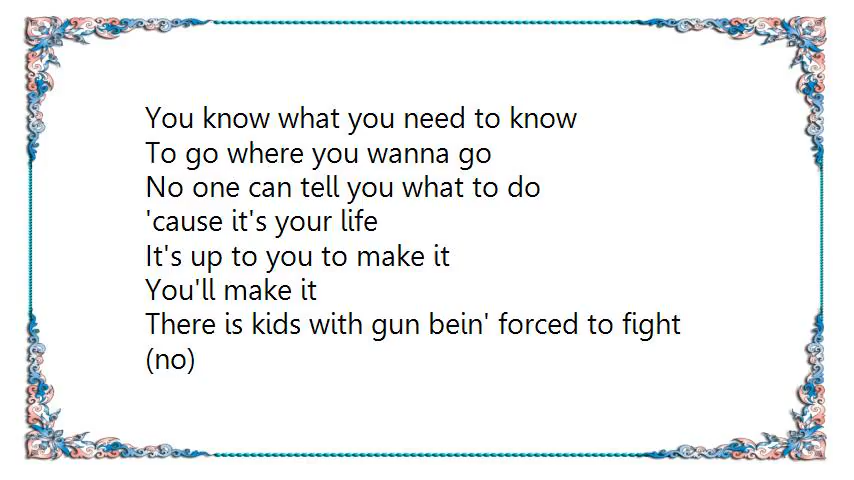 You know what you need to know
To go where you wanna go
No one can tell you what to do
'cause it's your life
It's up to you to make it
You'll make it
There is kids with gun bein' forced to fight
(no)